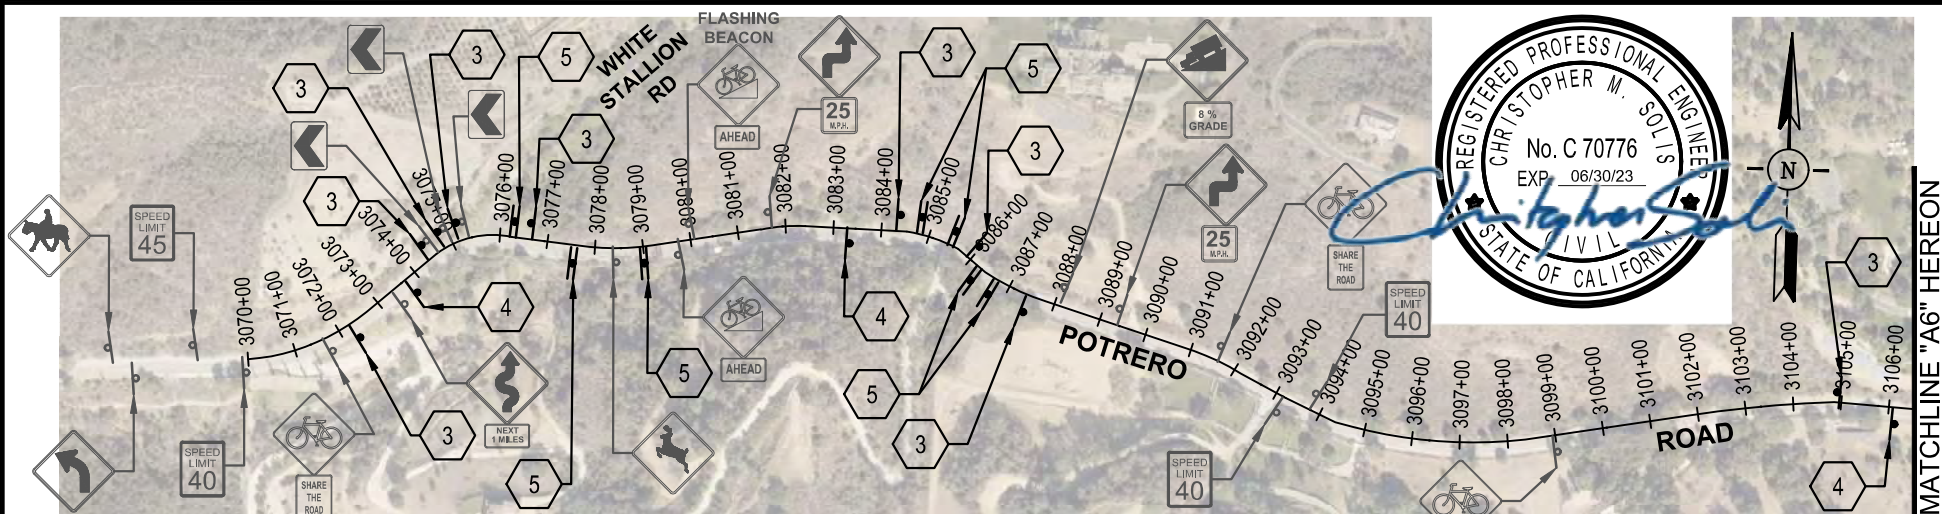 FLASHING
BEACON
WHITE
STALLION
RD
3
5
3
3
5
3
3
3
AHEAD
25
M.P.H.
8 %
GRADE
25
M.P.H.
SHARE
THE
ROAD
SPEED
LIMIT
45
SPEED
LIMIT
40
REGISTERED PROFESSIONAL ENGINEER
CHRISTOPHER M. SOLIS
No. C 70776
EXP. 06/30/23
CIVIL
STATE OF CALIFORNIA
N
3
MATCHLINE "A6" HEREON
3070+00
3071+00
3072+00
3073+00
3074+00
3075+00
3076+00
3077+00
3078+00
3079+00
3080+00
3081+00
3082+00
3083+00
3084+00
3085+00
3086+00
3087+00
3088+00
3089+00
3090+00
3091+00
3092+00
3093+00
3094+00
3095+00
3096+00
3097+00
3098+00
3099+00
3100+00
3101+00
3102+00
3103+00
3104+00
3105+00
3106+00
POTRERO
ROAD
4
5
AHEAD
4
5
3
3
NEXT
1 MILES
5
SPEED
LIMIT
40
SHARE
THE
ROAD
SPEED
LIMIT
40
4